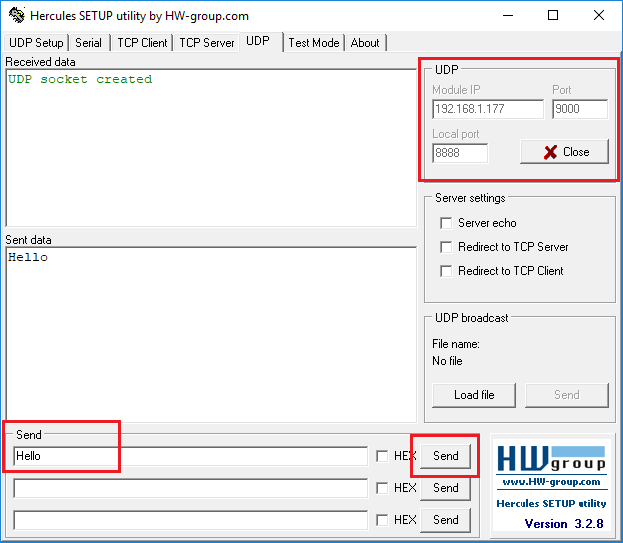 Hercules SETUP utility by HW-group.com
UDP Setup Serial TCP Client TCP Server UDP Test Mode About
Received data
UDP socket created
UDP
Module IP Port
192.168.1.177 9000
Local port
8888 Close
Server settings
Server echo
Redirect to TCP Server
Redirect to TCP Client
Sent data
Hello
UDP broadcast
File name:
No file
Load file Send
Send
Hello HEX Send
HEX Send
HEX Send
HW group
www.HW-group.com
Hercules SETUP utility
Version 3.2.8